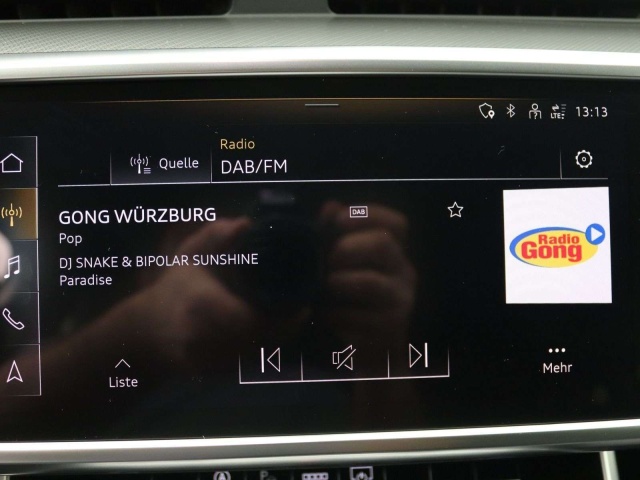 LTE 13:13
Radio
Quelle DAB/FM
GONG WÜRZBURG DAB
Pop
DJ SNAKE & BIPOLAR SUNSHINE
Paradise
Radio
Gong
Liste
Mehr